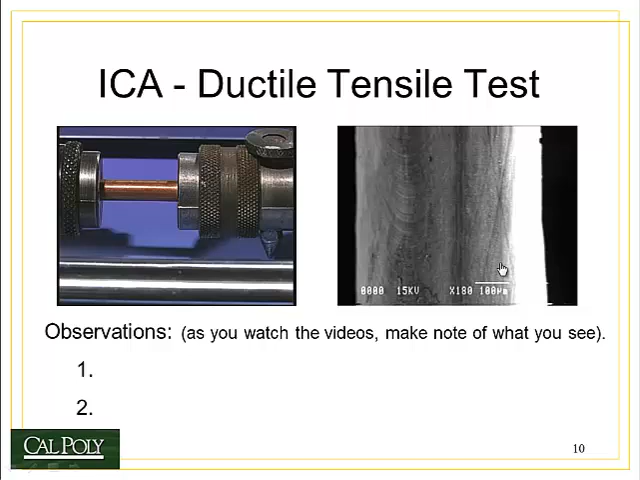 ICA - Ductile Tensile Test
0000 15KV X180 100µm
Observations: (as you watch the videos, make note of what you see).
1.
2.
CAL POLY
10